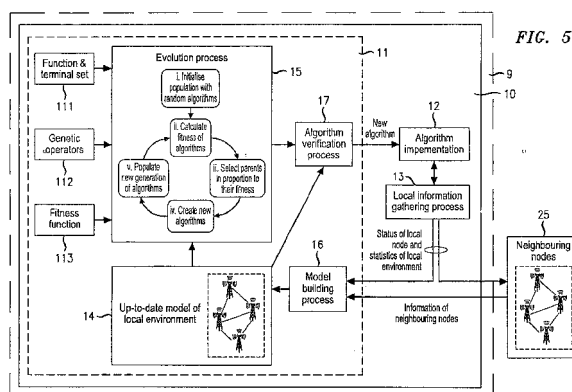 FIG. 5
11
9
10
Function & terminal set
111
Genetic operators
112
Fitness function
113
Evolution process
15
i. Initialise
population with
random algorithms
ii. Calculate
fitness of
algorithms
ii. Select parents
in proportion to
their fitness
iv. Create new
algorithms
v. Populate
new generation
of algorithms
17
Algorithm
verification
process
New
algorithm
12
Algorithm
impementation
13
Local information
gathering process
Status of local
node and
statistics of local
environment
25
Neighbouring
nodes
16
Model
building
process
Information of
neighbouring nodes
14
Up-to-date model of
local environment